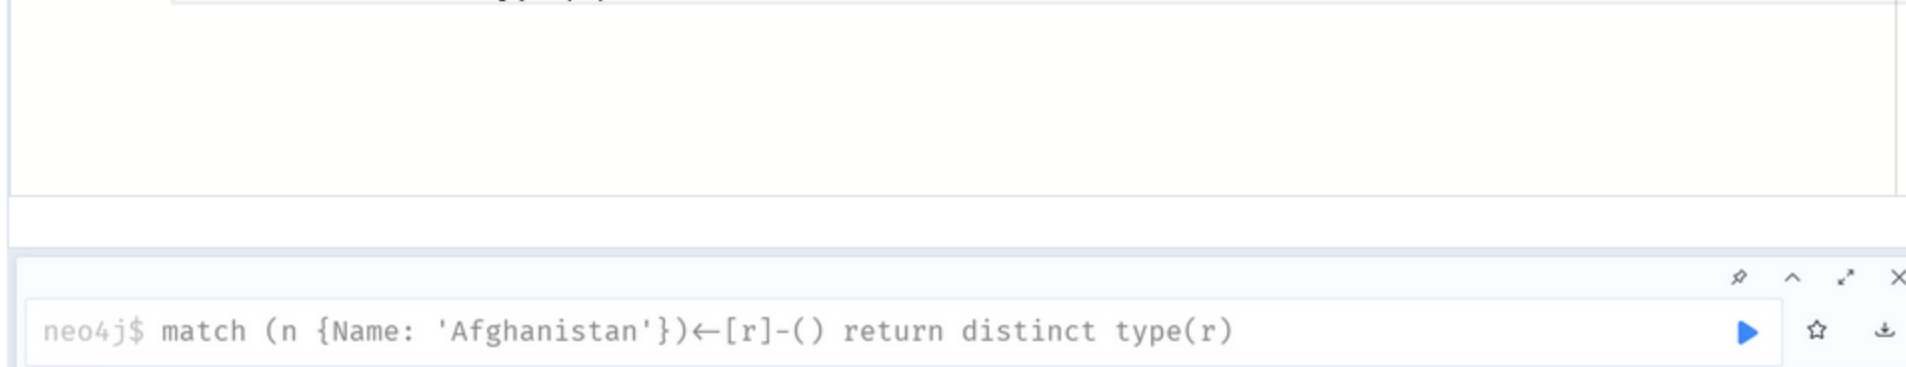 neo4j$ match (n {Name: 'Afghanistan'})<-[r]-() return distinct type(r)